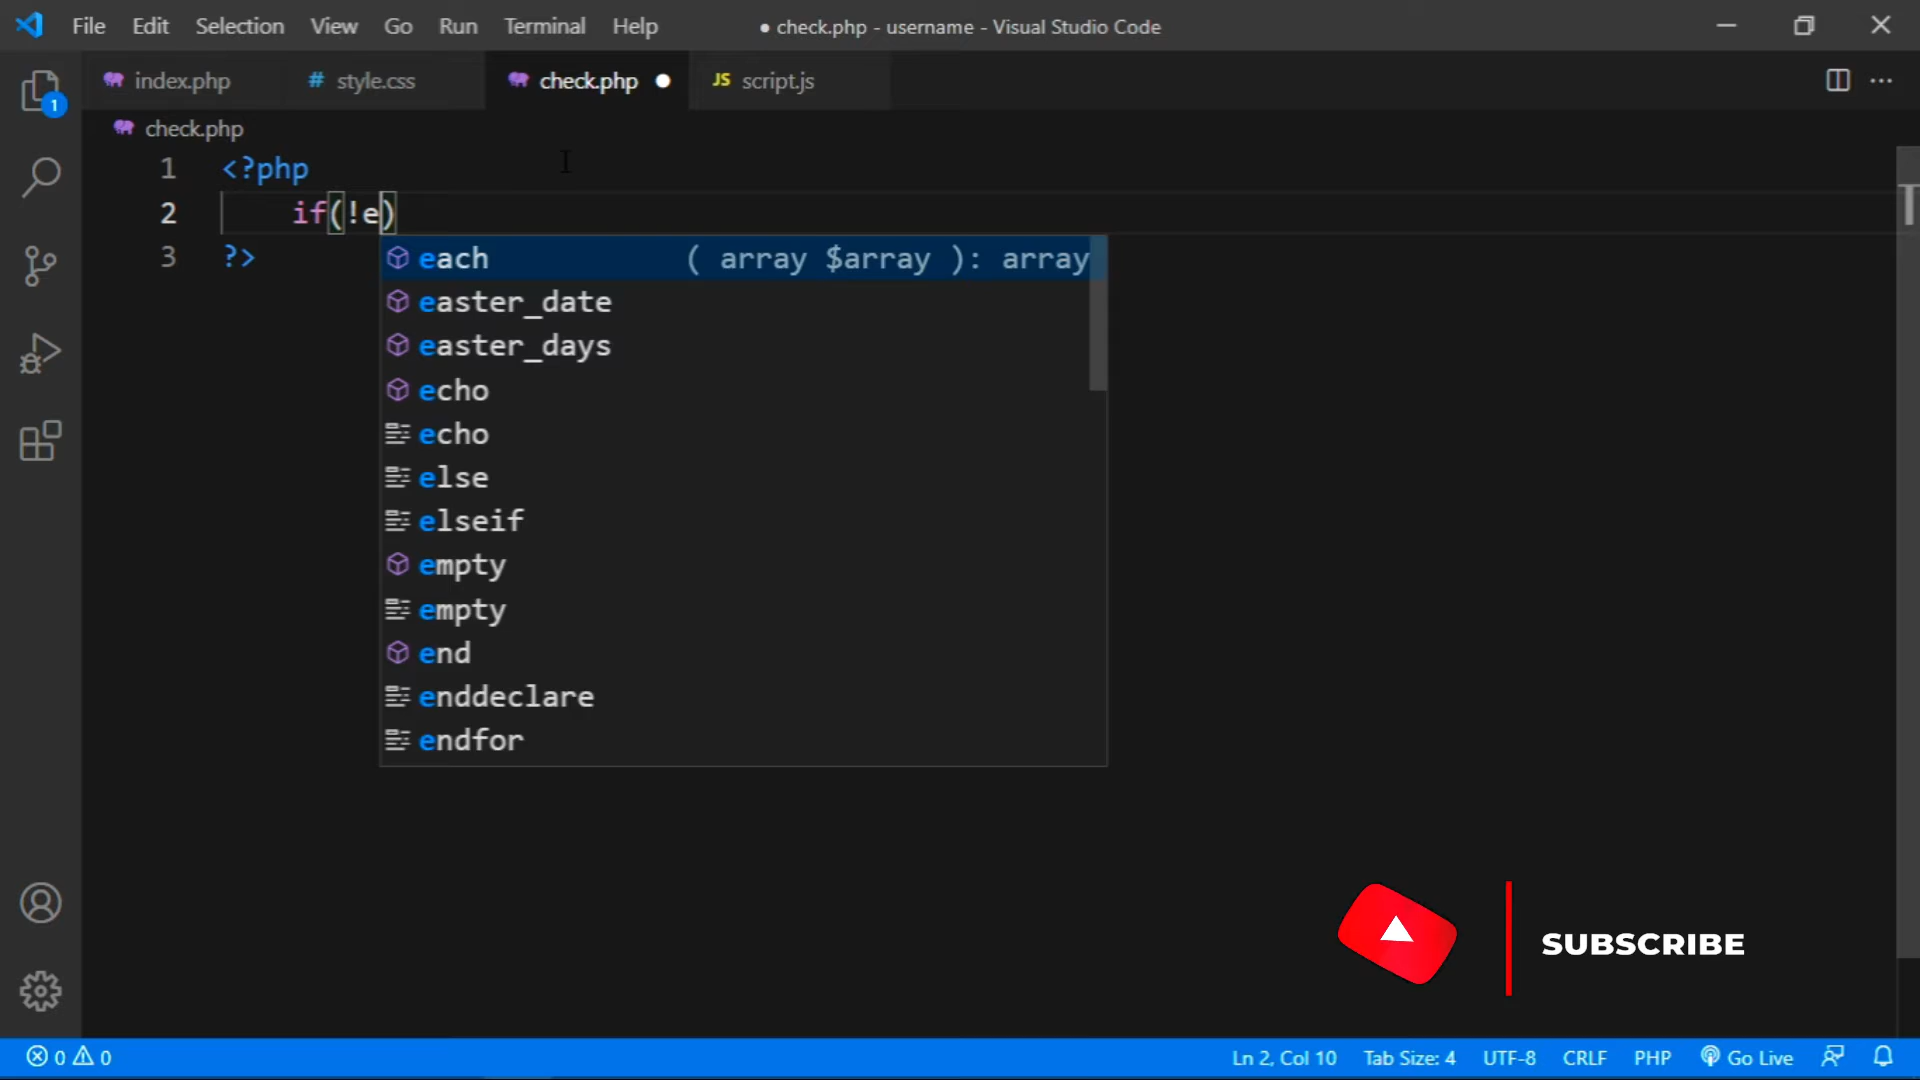 File Edit Selection View Go Run Terminal Help ● check.php - username - Visual Studio Code
index.php # style.css check.php ● JS script.js ...
1
check.php
1 <?php
2 if(!e)
3 ?>
each ( array $array ): array
easter_date
easter_days
echo
echo
else
elseif
empty
empty
end
enddeclare
endfor
SUBSCRIBE
0 0 Ln 2, Col 10 Tab Size: 4 UTF-8 CRLF PHP Go Live